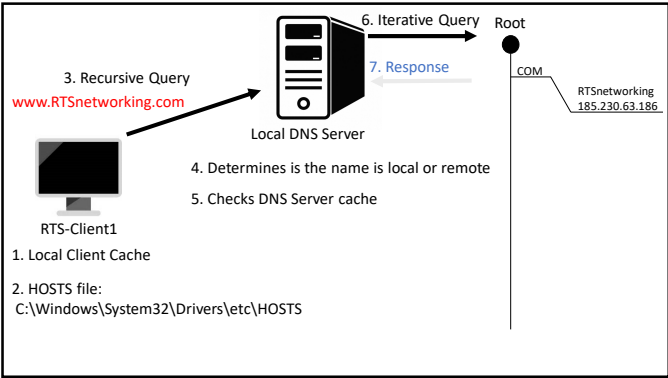 6. Iterative Query
Root
3. Recursive Query
7. Response
COM
www.RTSnetworking.com
RTSnetworking
185.230.63.186
Local DNS Server
4. Determines is the name is local or remote
5. Checks DNS Server cache
RTS-Client1
1. Local Client Cache
2. HOSTS file:
C:\Windows\System32\Drivers\etc\HOSTS